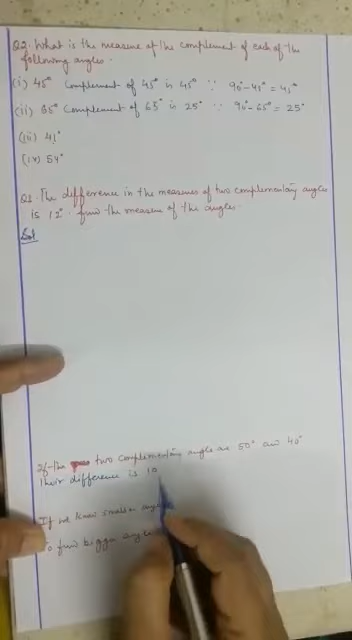 Q2. What is the measure of the complement of each of the
following angles.
(i) 45° Complement of 45° is 45° ∵ 90°-45° = 45°
(ii) 65° Complement of 65° is 25° ∵ 90°-65° = 25°
(iii) 41°
(iv) 54°
Q3. The difference in the measures of two complementary angles
is 12°. find the measure of the angles.
Sol
If the two complementary angle are 50° and 40°
Their difference is 10
If we know smaller angle
To find bigger angle